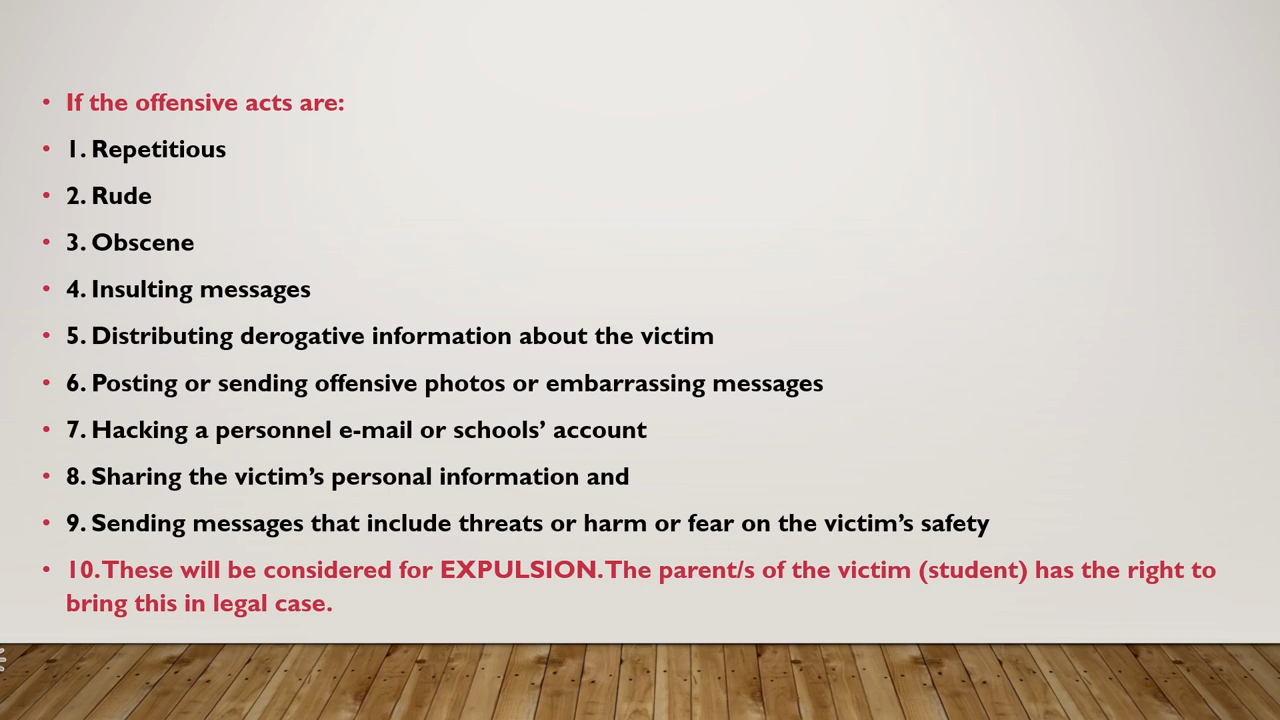 • If the offensive acts are:
• 1. Repetitious
• 2. Rude
• 3. Obscene
• 4. Insulting messages
• 5. Distributing derogative information about the victim
• 6. Posting or sending offensive photos or embarrassing messages
• 7. Hacking a personnel e-mail or schools’ account
• 8. Sharing the victim’s personal information and
• 9. Sending messages that include threats or harm or fear on the victim’s safety
• 10. These will be considered for EXPULSION. The parent/s of the victim (student) has the right to
bring this in legal case.